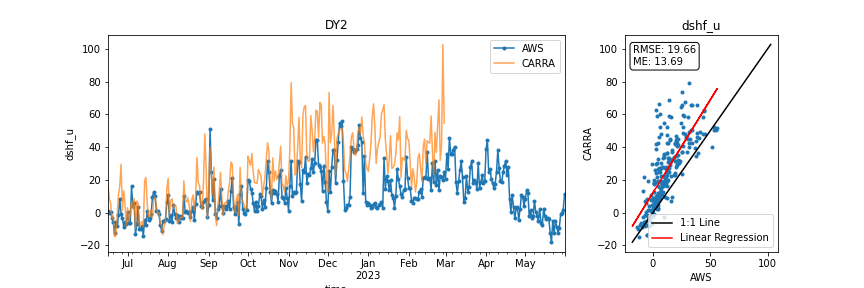 DY2
dshf_u
100
80
60
40
20
0
−20
AWS
CARRA
Jul
Aug
Sep
Oct
Nov
Dec
Jan
2023
Feb
Mar
Apr
May
time
dshf_u
CARRA
100
80
60
40
20
0
−20
RMSE: 19.66
ME: 13.69
1:1 Line
Linear Regression
0
50
100
AWS
dshf_u